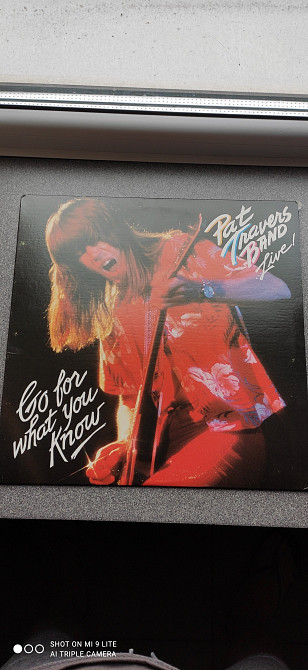 Pat
Travers
BAND
Live!
Go for
what you
Know
SHOT ON MI 9 LITE
AI TRIPLE CAMERA